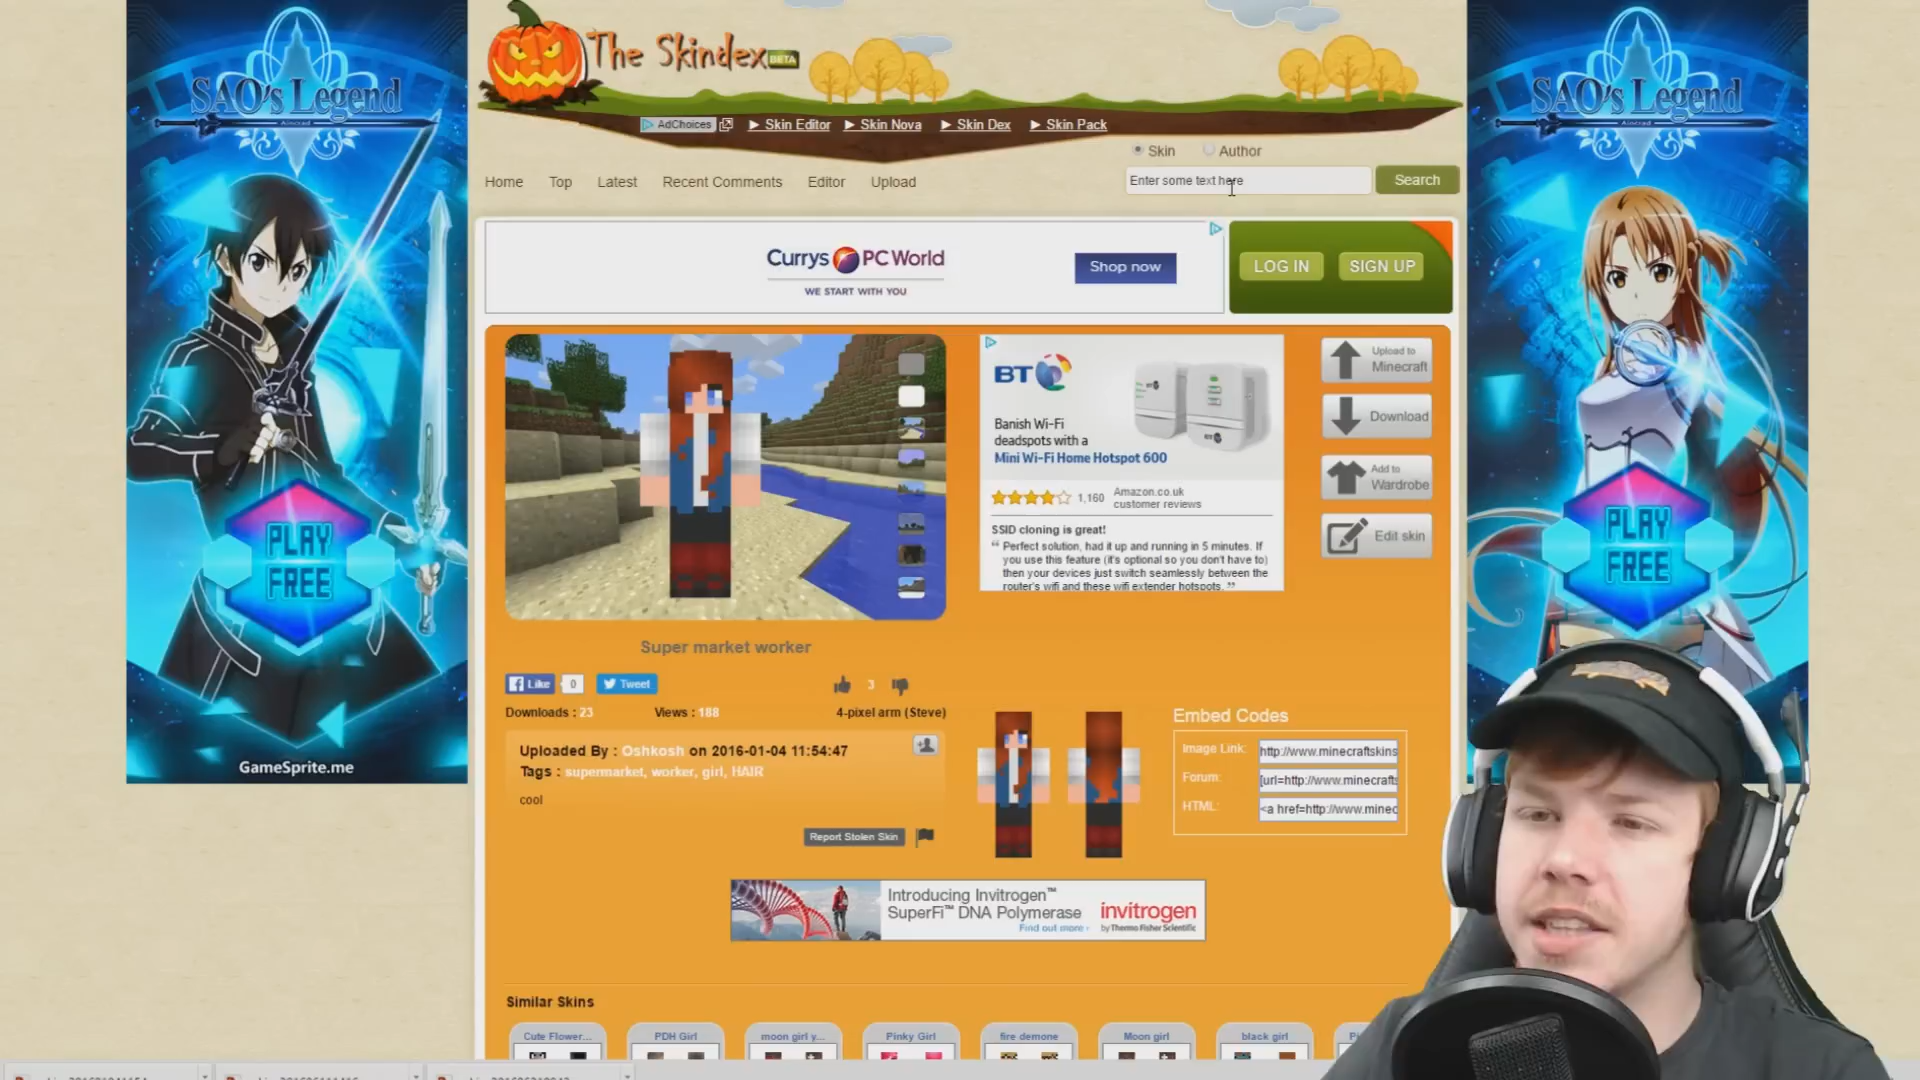 SAO's Legend
Aincrad
PLAY
FREE
GameSprite.me
The Skindex BETA
AdChoices
Skin Editor
Skin Nova
Skin Dex
Skin Pack
Skin
Author
Home
Top
Latest
Recent Comments
Editor
Upload
Enter some text here
Search
Currys PC World
WE START WITH YOU
Shop now
LOG IN
SIGN UP
BT
Banish Wi-Fi
deadspots with a
Mini Wi-Fi Home Hotspot 600
1,160
Amazon.co.uk
customer reviews
SSID cloning is great!
“ Perfect solution, had it up and running in 5 minutes. If
you use this feature (it's optional so you don't have to)
then your devices just switch seamlessly between the
router's wifi and these wifi extender hotspots. ”
Upload to
Minecraft
Download
Add to
Wardrobe
Edit skin
Super market worker
Like
0
Tweet
3
Downloads : 23
Views : 188
4-pixel arm (Steve)
Uploaded By : Oshkosh on 2016-01-04 11:54:47
Tags : supermarket, worker, girl, HAIR
cool
Report Stolen Skin
Embed Codes
Image Link:
http://www.minecraftskins
Forum:
[url=http://www.minecrafts
HTML:
<a href=http://www.minec
Introducing Invitrogen™
SuperFi™ DNA Polymerase
Find out more ›
invitrogen
by Thermo Fisher Scientific
Similar Skins
Cute Flower...
PDH Girl
moon girl y...
Pinky Girl
fire demone
Moon girl
black girl
SAO's Legend
Aincrad
PLAY
FREE